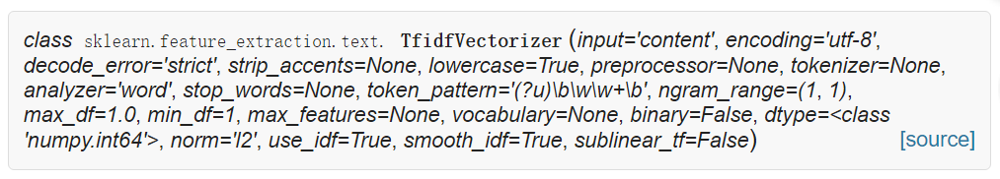 class sklearn.feature_extraction.text. TfidfVectorizer (input='content', encoding='utf-8',
decode_error='strict', strip_accents=None, lowercase=True, preprocessor=None, tokenizer=None,
analyzer='word', stop_words=None, token_pattern='(?u)\b\w\w+\b', ngram_range=(1, 1),
max_df=1.0, min_df=1, max_features=None, vocabulary=None, binary=False, dtype=<class
'numpy.int64'>, norm='l2', use_idf=True, smooth_idf=True, sublinear_tf=False) [source]